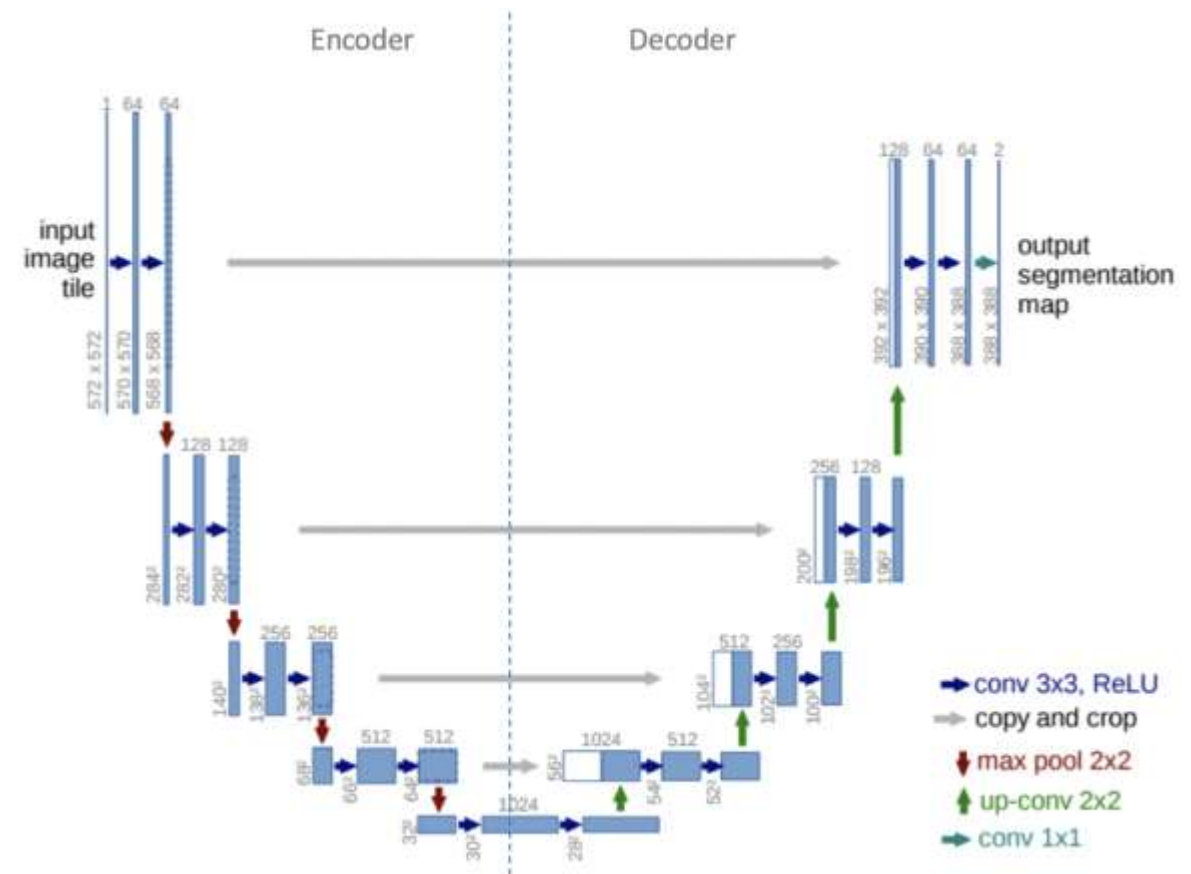 Encoder
Decoder
1 64 64
input
image
tile
572 x 572
570 x 570
568 x 568
128 64 64 2
output
segmentation
map
392 x 392
390 x 390
388 x 388
388 x 388
128 128
284²
282²
280²
256 128
200²
198²
196²
256 256
140²
138²
136²
512 256
104²
102²
100²
512 512
68²
66²
64²
1024 512
56²
54²
52²
1024
32²
30²
28²
conv 3x3, ReLU
copy and crop
max pool 2x2
up-conv 2x2
conv 1x1